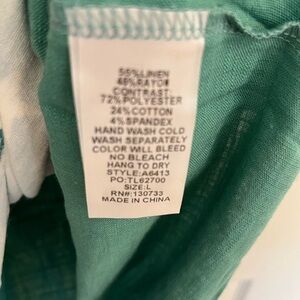 55%LINEN
45%RAYON
CONTRAST:
72%POLYESTER
24%COTTON
4%SPANDEX
HAND WASH COLD
WASH SEPARATELY
COLOR WILL BLEED
NO BLEACH
HANG TO DRY
STYLE:A6413
PO:TL62700
SIZE:L
RN#:130733
MADE IN CHINA